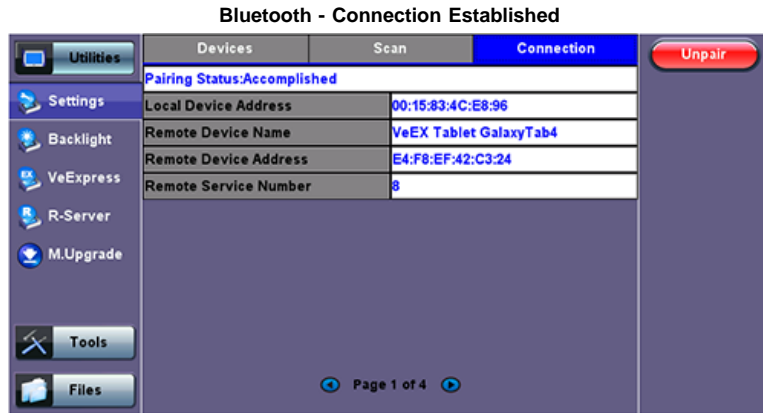 Bluetooth - Connection Established
Utilities
Devices
Scan
Connection
Unpair
Pairing Status:Accomplished
Settings
Local Device Address
00:15:83:4C:E8:96
Backlight
Remote Device Name
VeEX Tablet GalaxyTab4
Remote Device Address
E4:F8:EF:42:C3:24
VeExpress
Remote Service Number
8
R-Server
M.Upgrade
Tools
Files
Page 1 of 4